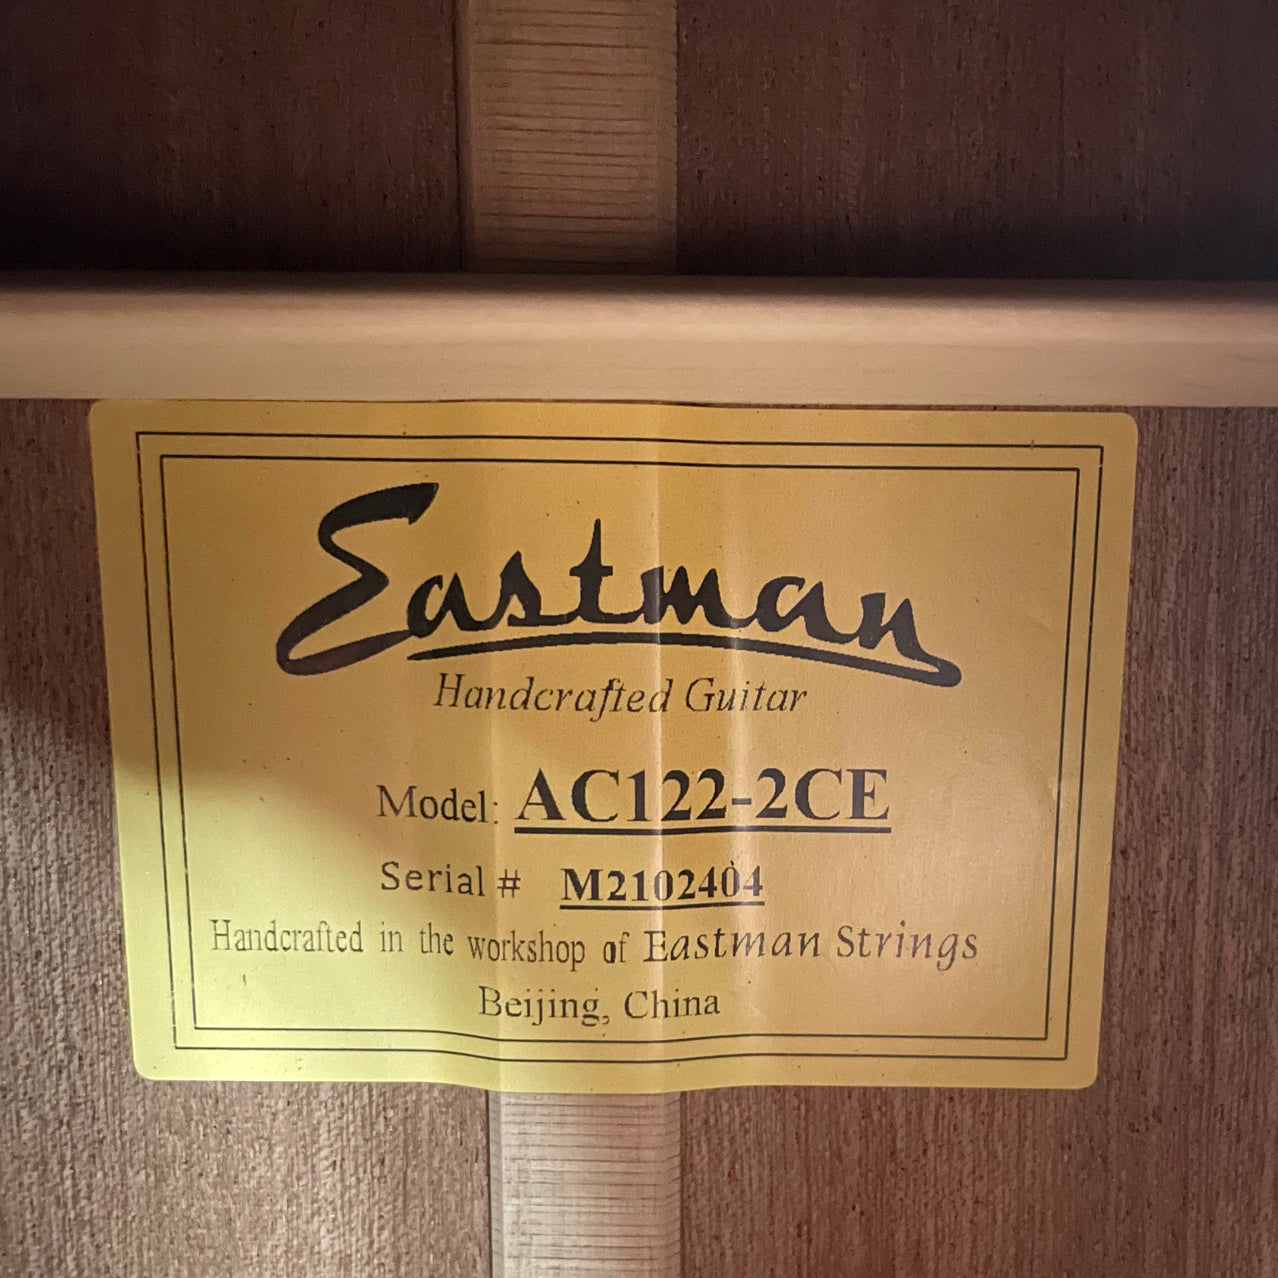 Eastman
Handcrafted Guitar
Model: AC122-2CE
Serial # M2102404
Handcrafted in the workshop of Eastman Strings
Beijing, China